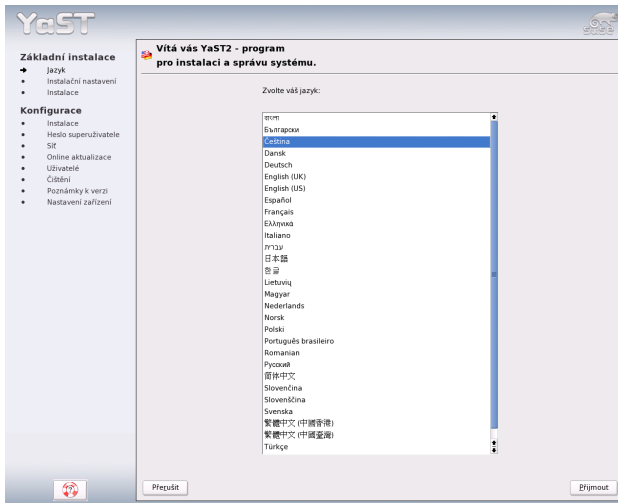 YaST
SUSE
Základní instalace
Jazyk
Instalační nastavení
Instalace
Konfigurace
Instalace
Heslo superuživatele
Síť
Online aktualizace
Uživatelé
Čištění
Poznámky k verzi
Nastavení zařízení
Vítá vás YaST2 - program
pro instalaci a správu systému.
Zvolte váš jazyk:
বাংলা
Български
Čeština
Dansk
Deutsch
English (UK)
English (US)
Español
Français
Ελληνικά
Italiano
עברית
日本語
한글
Lietuvių
Magyar
Nederlands
Norsk
Polski
Português brasileiro
Romanian
Русский
简体中文
Slovenčina
Slovenščina
Svenska
繁體中文 (中國香港)
繁體中文 (中國臺灣)
Türkçe
Přerušit
Přijmout